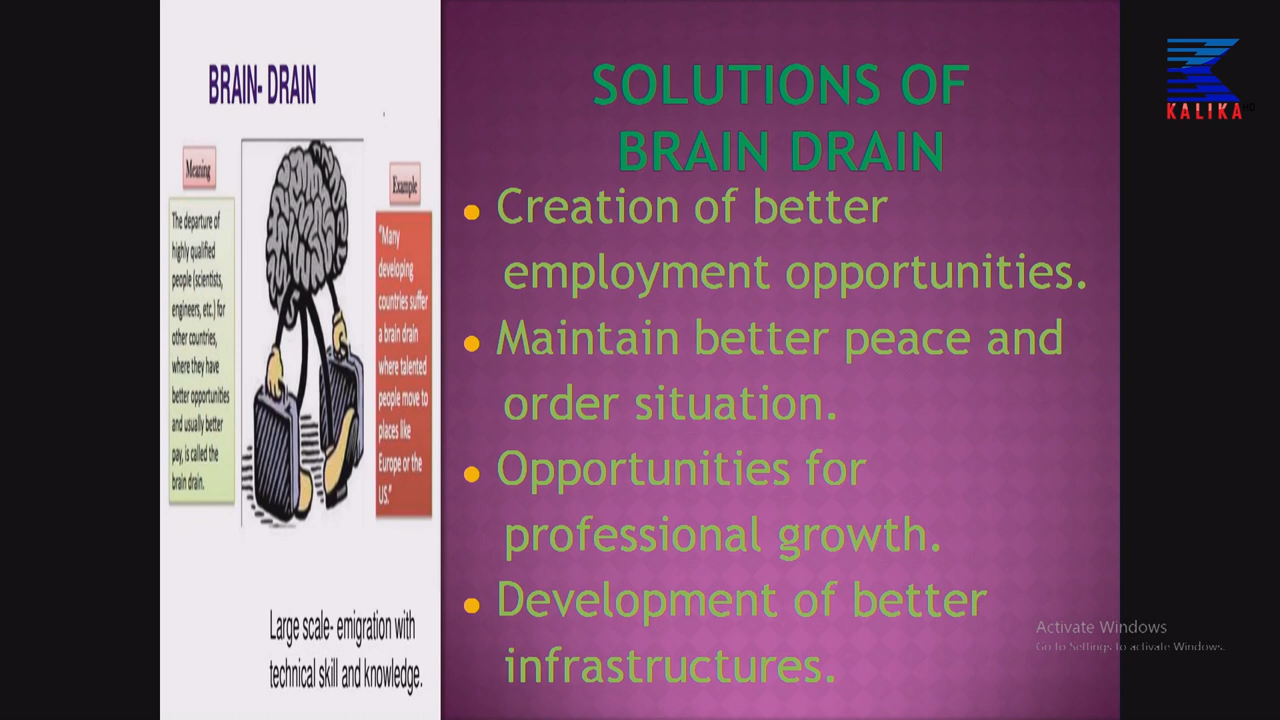 BRAIN- DRAIN
Meaning
The departure of
highly qualified
people (scientists,
engineers, etc.) for
other countries,
where they have
better opportunities
and usually better
pay, is called the
brain drain.
Example
"Many
developing
countries suffer
a brain drain
where talented
people move to
places like
Europe or the
US."
Large scale- emigration with
technical skill and knowledge.
SOLUTIONS OF
BRAIN DRAIN
• Creation of better
employment opportunities.
• Maintain better peace and
order situation.
• Opportunities for
professional growth.
• Development of better
infrastructures.
KALIKA HD
Activate Windows
Go to Settings to activate Windows.